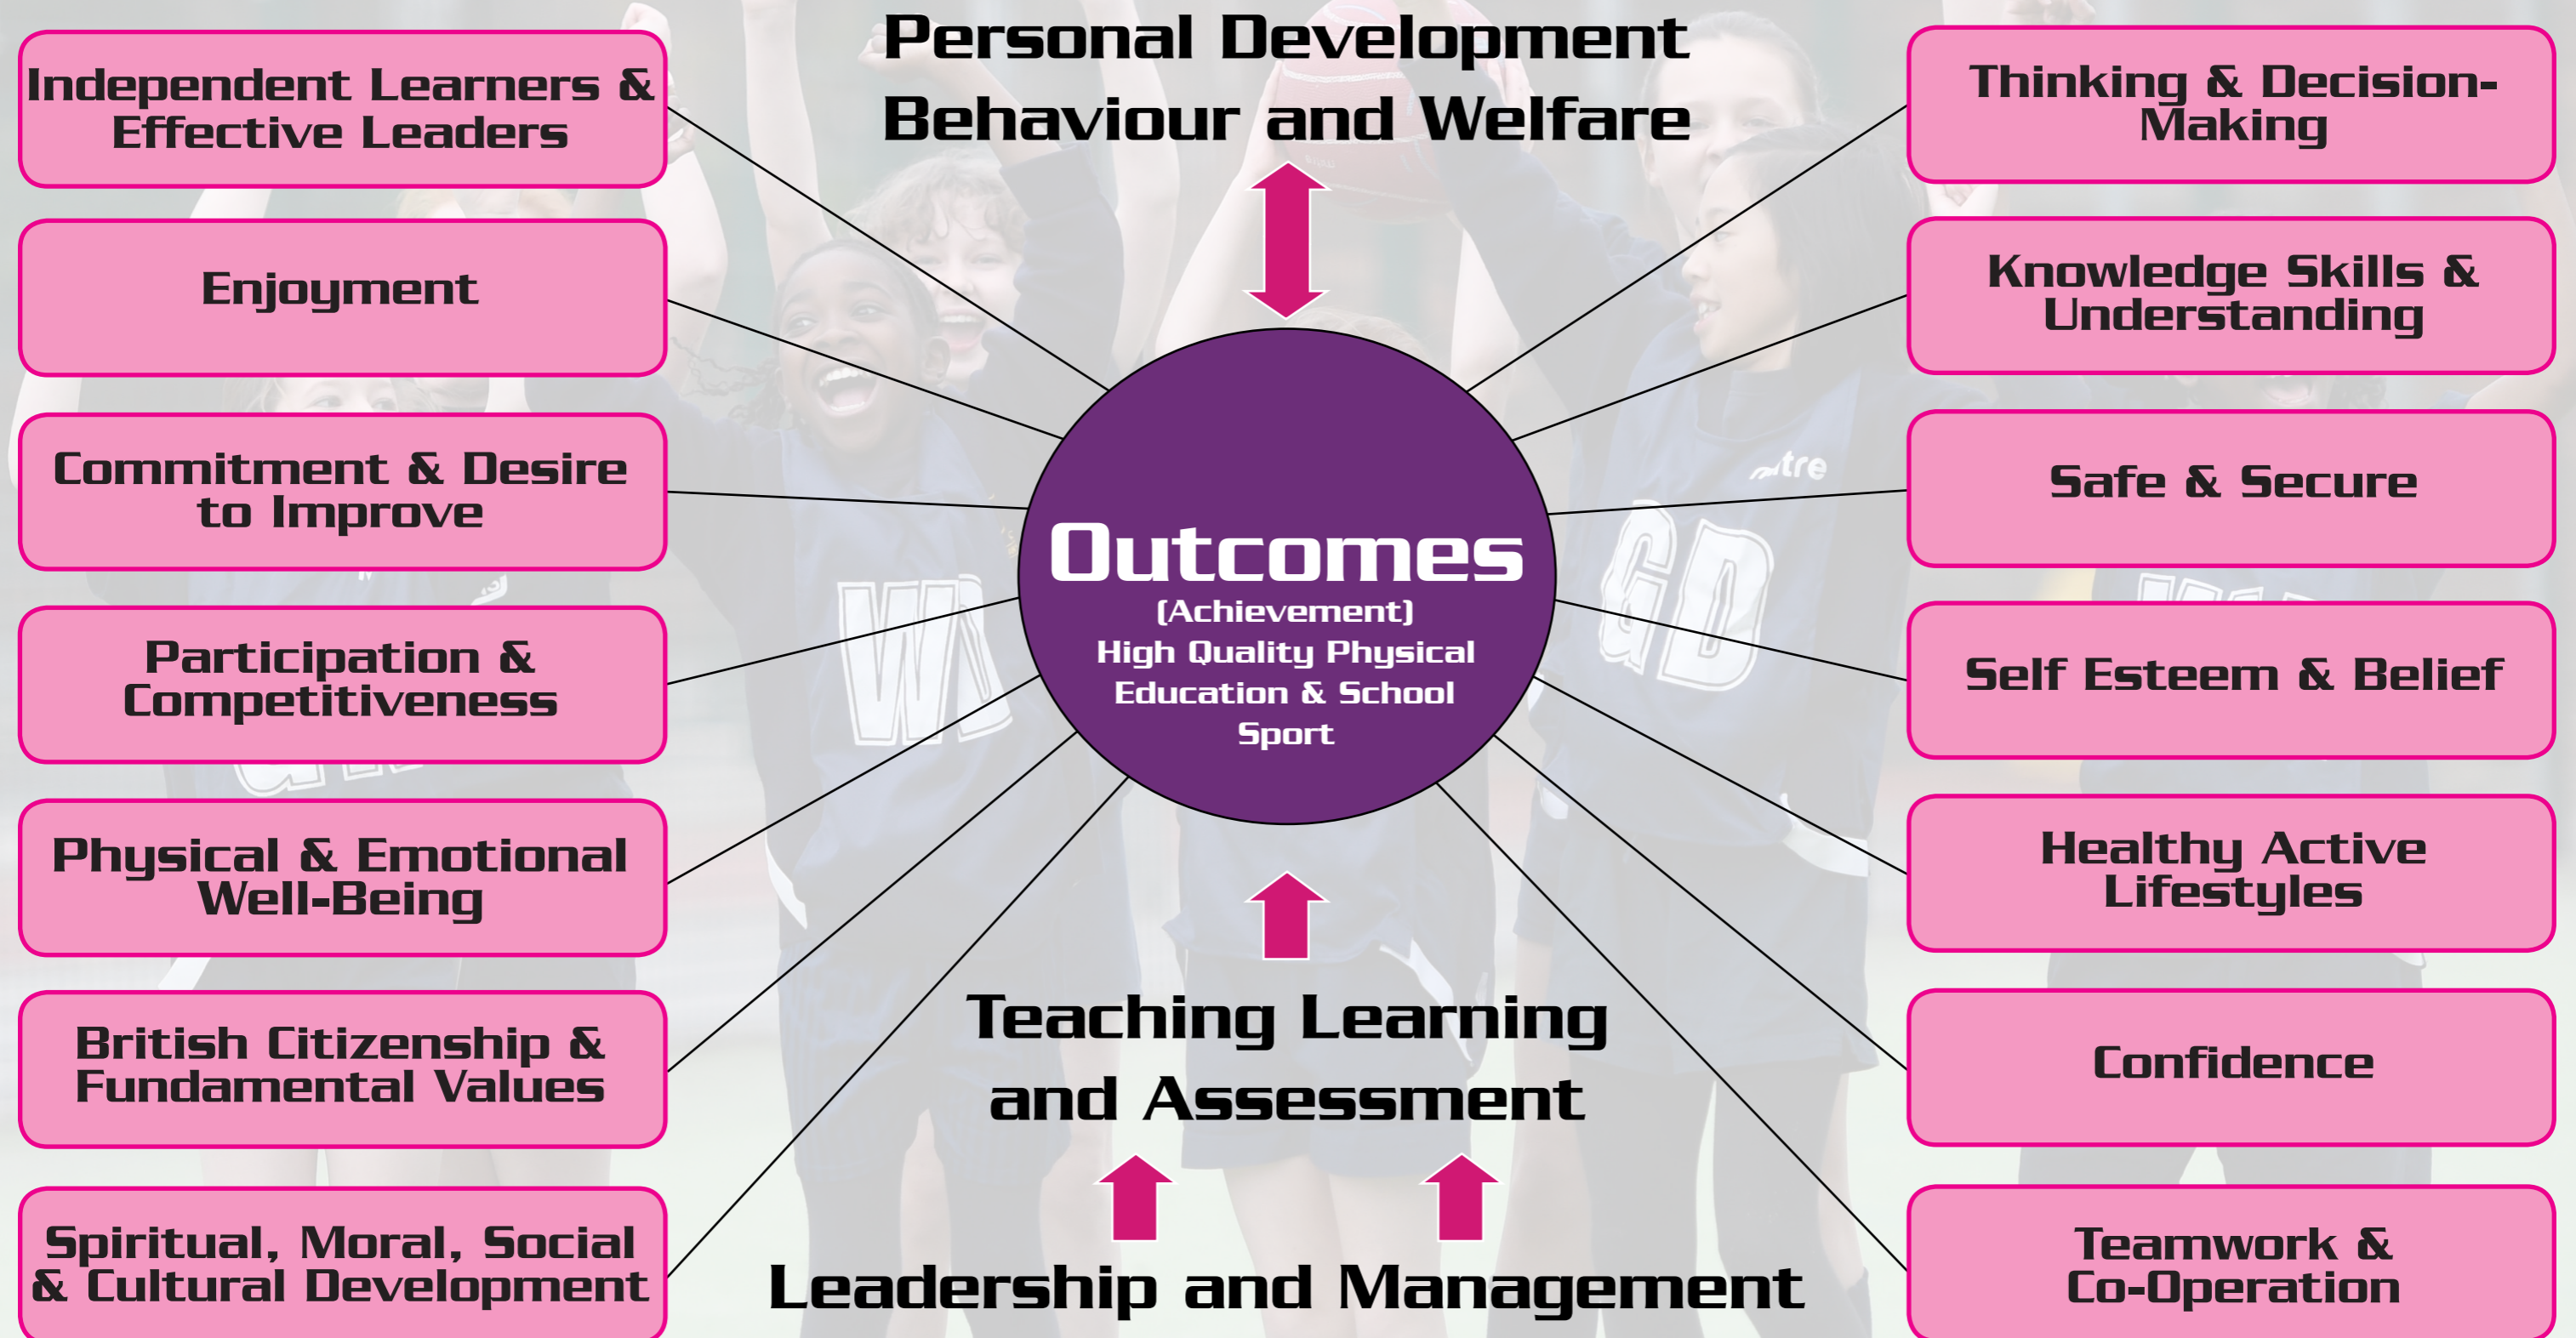 Personal Development
Behaviour and Welfare
Independent Learners &
Effective Leaders
Enjoyment
Commitment & Desire
to Improve
Participation &
Competitiveness
Physical & Emotional
Well-Being
British Citizenship &
Fundamental Values
Spiritual, Moral, Social
& Cultural Development
Outcomes
(Achievement)
High Quality Physical
Education & School
Sport
Teaching Learning
and Assessment
Leadership and Management
Thinking & Decision-
Making
Knowledge Skills &
Understanding
Safe & Secure
Self Esteem & Belief
Healthy Active
Lifestyles
Confidence
Teamwork &
Co-Operation
GD